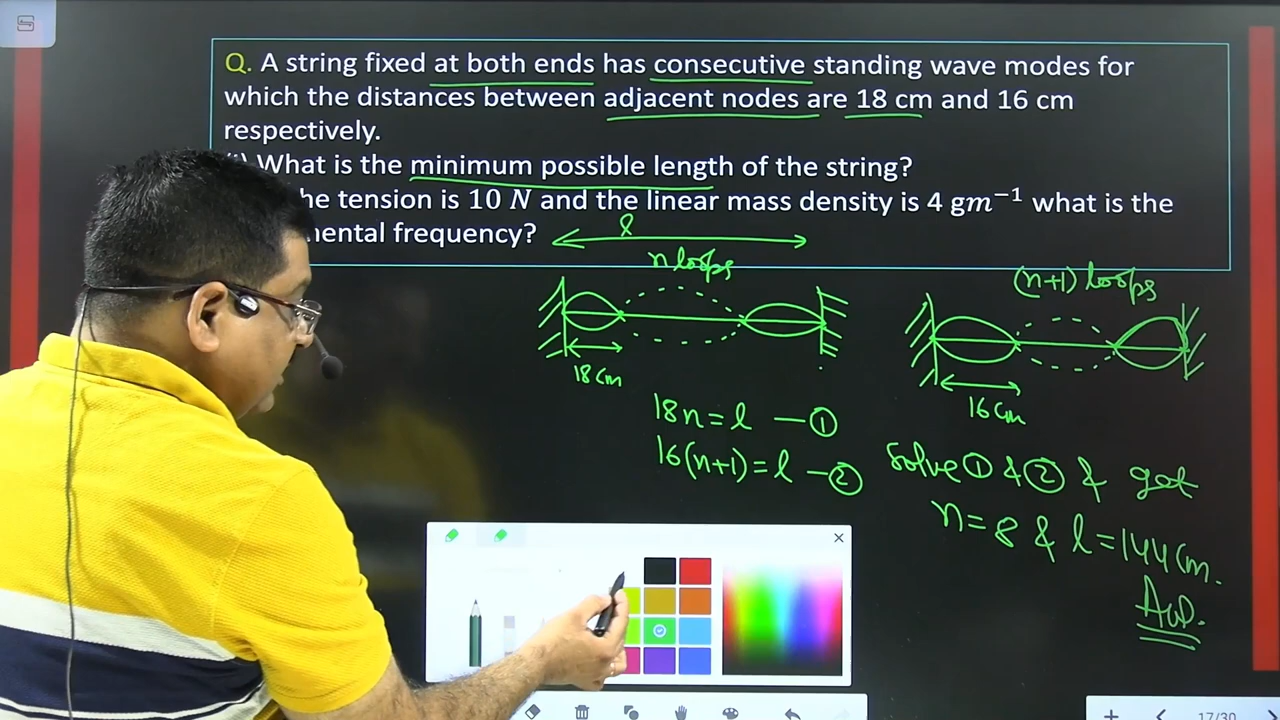 Q. A string fixed at both ends has consecutive standing wave modes for
which the distances between adjacent nodes are 18 cm and 16 cm
respectively.
What is the minimum possible length of the string?
he tension is 10 N and the linear mass density is 4 gm⁻¹ what is the
mental frequency?
l
n loops
(n+1) loops
18 cm
16 cm
18n = l — ①
16(n+1) = l — ②
Solve ① & ② & get
n = 8 & l = 144 cm.
Ans.
17/30